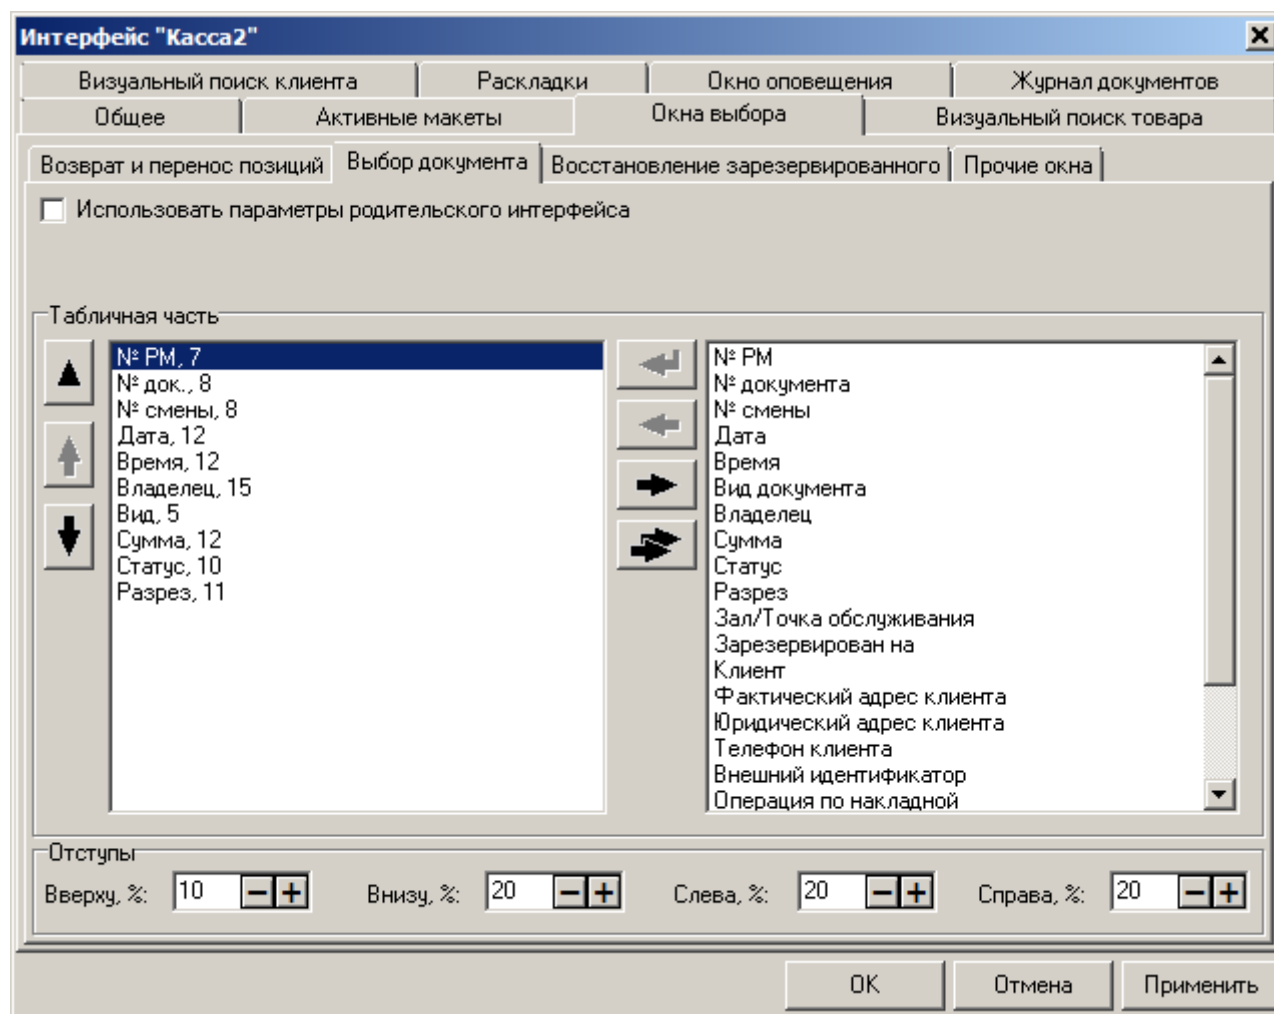 Интерфейс "Касса2"
Визуальный поиск клиента
Раскладки
Окно оповещения
Журнал документов
Общее
Активные макеты
Окна выбора
Визуальный поиск товара
Возврат и перенос позиций
Выбор документа
Восстановление зарезервированного
Прочие окна
Использовать параметры родительского интерфейса
Табличная часть
№ РМ, 7
№ док., 8
№ смены, 8
Дата, 12
Время, 12
Владелец, 15
Вид, 5
Сумма, 12
Статус, 10
Разрез, 11
№ РМ
№ документа
№ смены
Дата
Время
Вид документа
Владелец
Сумма
Статус
Разрез
Зал/Точка обслуживания
Зарезервирован на
Клиент
Фактический адрес клиента
Юридический адрес клиента
Телефон клиента
Внешний идентификатор
Операция по накладной
Отступы
Вверху, %: 10
Внизу, %: 20
Слева, %: 20
Справа, %: 20
OK
Отмена
Применить